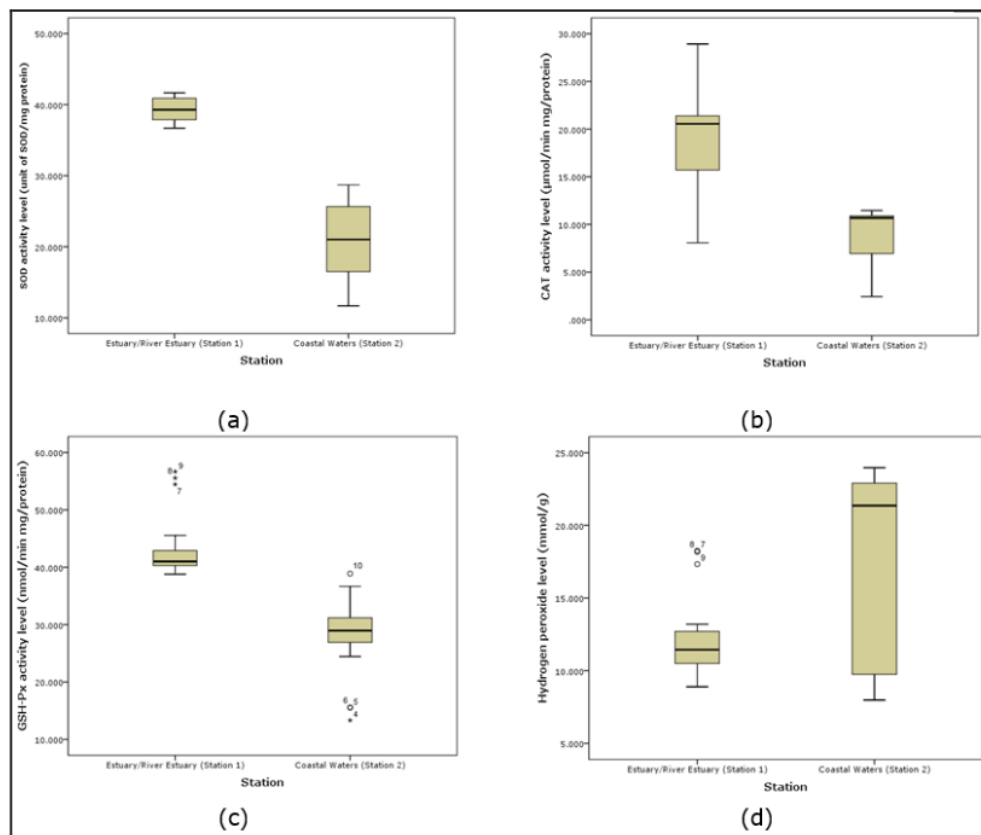 SOD activity level (unit of SOD/mg protein)
50.000
40.000
30.000
20.000
10.000
Estuary/River Estuary (Station 1)
Coastal Waters (Station 2)
Station
(a)
CAT activity level (µmol/min mg/protein)
30.000
25.000
20.000
15.000
10.000
5.000
.000
Estuary/River Estuary (Station 1)
Coastal Waters (Station 2)
Station
(b)
GSH-Px activity level (nmol/min mg/protein)
60.000
50.000
40.000
30.000
20.000
10.000
8 9
7
10
6 5
4
Estuary/River Estuary (Station 1)
Coastal Waters (Station 2)
Station
(c)
Hydrogen peroxide level (mmol/g)
25.000
20.000
15.000
10.000
5.000
8 7
9
Estuary/River Estuary (Station 1)
Coastal Waters (Station 2)
Station
(d)